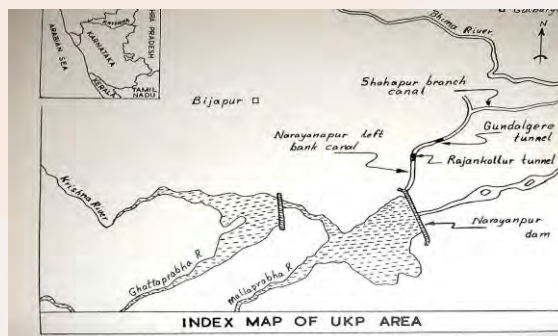 ARABIAN SEA
KARNATAKA
KERALA
TAMIL
NADU
Bhima River
N
Bijapur
Shahapur branch
canal
Narayanapur left
bank canal
Gundalgere
tunnel
Rajankollur tunnel
Krishna River
Narayanpur
dam
Ghattaprabha R
Mallaprabha R
INDEX MAP OF UKP AREA